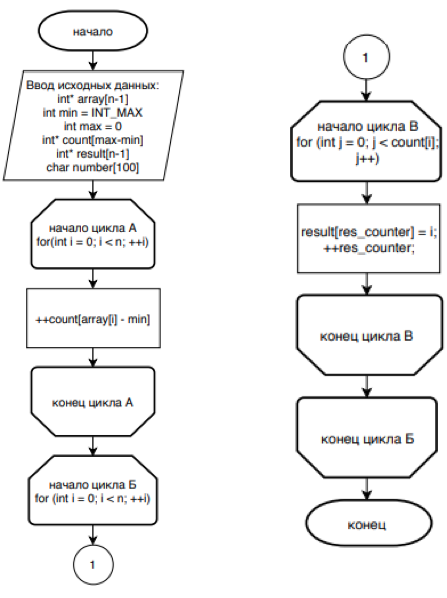 начало
Ввод исходных данных:
int* array[n-1]
int min = INT_MAX
int max = 0
int* count[max-min]
int* result[n-1]
char number[100]
начало цикла А
for(int i = 0; i < n; ++i)
++count[array[i] - min]
конец цикла А
начало цикла Б
for (int i = 0; i < n; ++i)
1
1
начало цикла В
for (int j = 0; j < count[i];
j++)
result[res_counter] = i;
++res_counter;
конец цикла В
конец цикла Б
конец